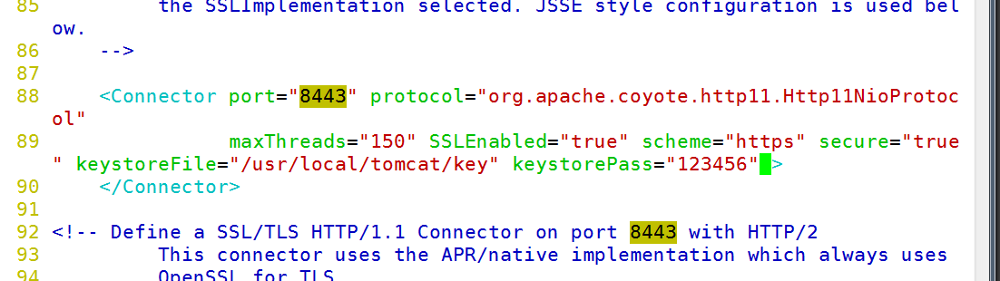 85         the SSLImplementation selected. JSSE style configuration is used bel
ow.
86    -->
87
88    <Connector port="8443" protocol="org.apache.coyote.http11.Http11NioProtoc
ol"
89               maxThreads="150" SSLEnabled="true" scheme="https" secure="true
" keystoreFile="/usr/local/tomcat/key" keystorePass="123456" >
90    </Connector>
91
92 <!-- Define a SSL/TLS HTTP/1.1 Connector on port 8443 with HTTP/2
93         This connector uses the APR/native implementation which always uses
94         OpenSSL for TLS